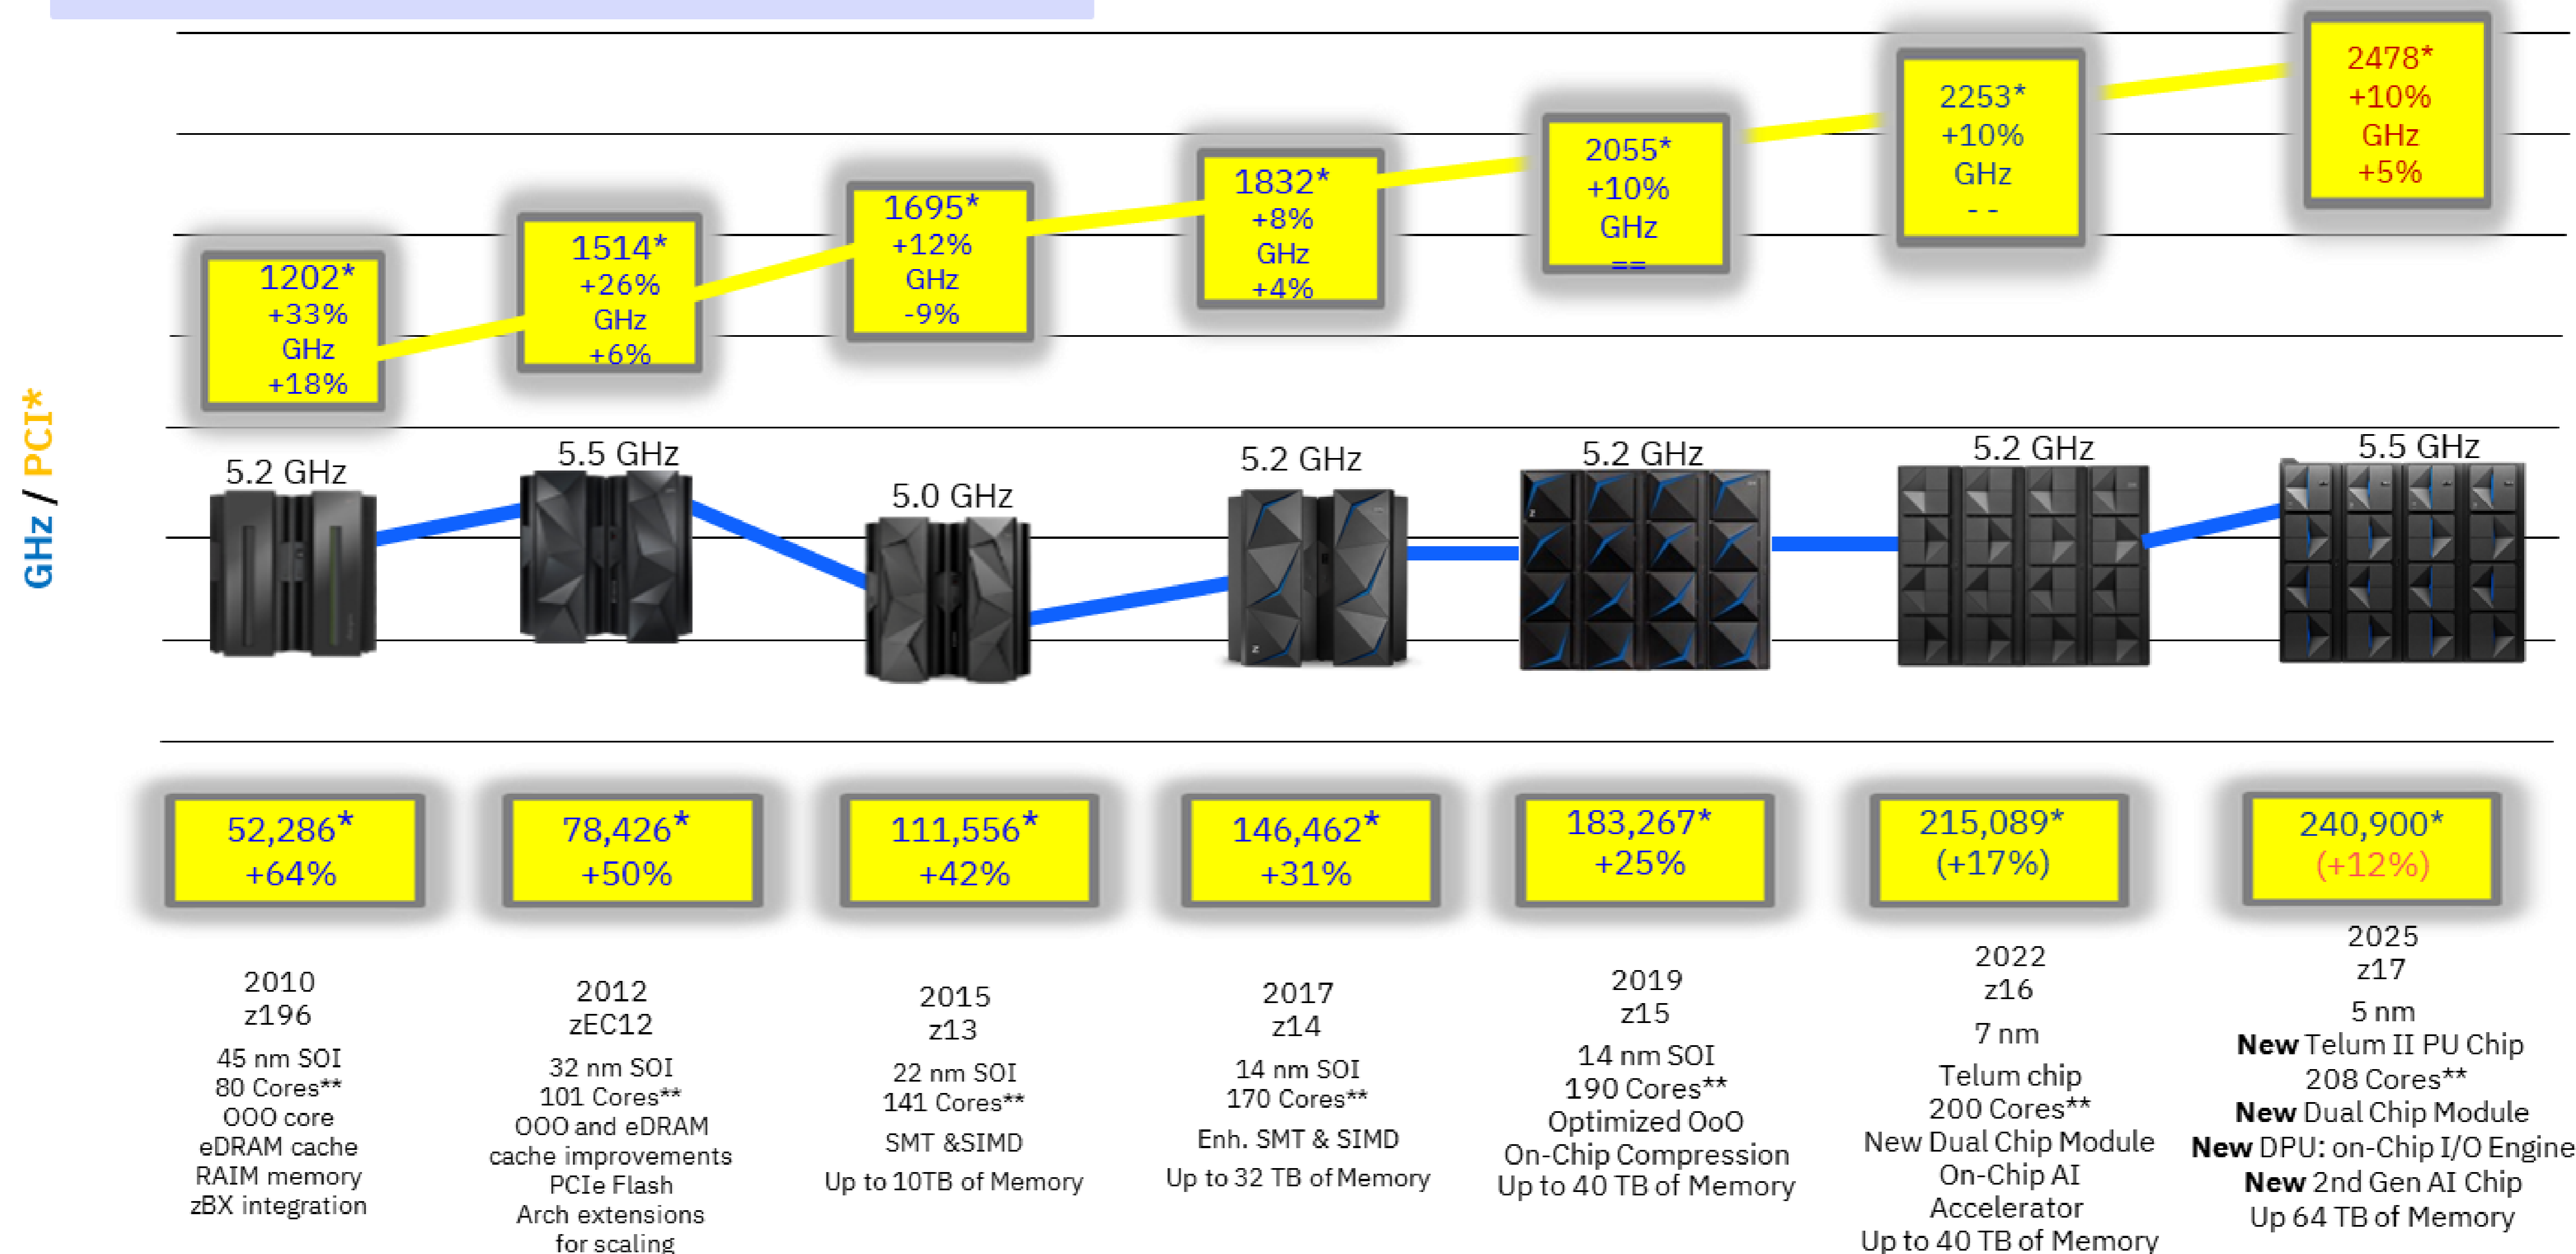 GHz / PCI*
1202*
+33%
GHz
+18%
1514*
+26%
GHz
+6%
1695*
+12%
GHz
-9%
1832*
+8%
GHz
+4%
2055*
+10%
GHz
==
2253*
+10%
GHz
- -
2478*
+10%
GHz
+5%
5.2 GHz
5.5 GHz
5.0 GHz
5.2 GHz
5.2 GHz
5.2 GHz
5.5 GHz
52,286*
+64%
78,426*
+50%
111,556*
+42%
146,462*
+31%
183,267*
+25%
215,089*
(+17%)
240,900*
(+12%)
2010
z196
45 nm SOI
80 Cores**
OOO core
eDRAM cache
RAIM memory
zBX integration
2012
zEC12
32 nm SOI
101 Cores**
OOO and eDRAM
cache improvements
PCIe Flash
Arch extensions
for scaling
2015
z13
22 nm SOI
141 Cores**
SMT &SIMD
Up to 10TB of Memory
2017
z14
14 nm SOI
170 Cores**
Enh. SMT & SIMD
Up to 32 TB of Memory
2019
z15
14 nm SOI
190 Cores**
Optimized OoO
On-Chip Compression
Up to 40 TB of Memory
2022
z16
7 nm
Telum chip
200 Cores**
New Dual Chip Module
On-Chip AI
Accelerator
Up to 40 TB of Memory
2025
z17
5 nm
New Telum II PU Chip
208 Cores**
New Dual Chip Module
New DPU: on-Chip I/O Engine
New 2nd Gen AI Chip
Up 64 TB of Memory